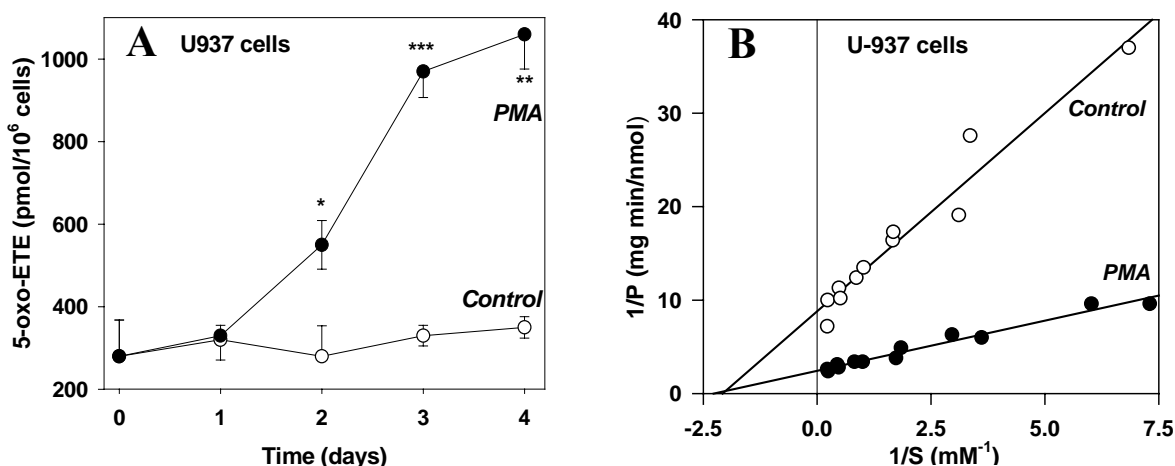 A U937 cells
1000
800
600
400
200
5-oxo-ETE (pmol/10⁶ cells)
***
**
*
PMA
Control
0 1 2 3 4
Time (days)
B U-937 cells
40
30
20
10
0
1/P (mg min/nmol)
Control
PMA
-2.5 0.0 2.5 5.0 7.5
1/S (mM⁻¹)